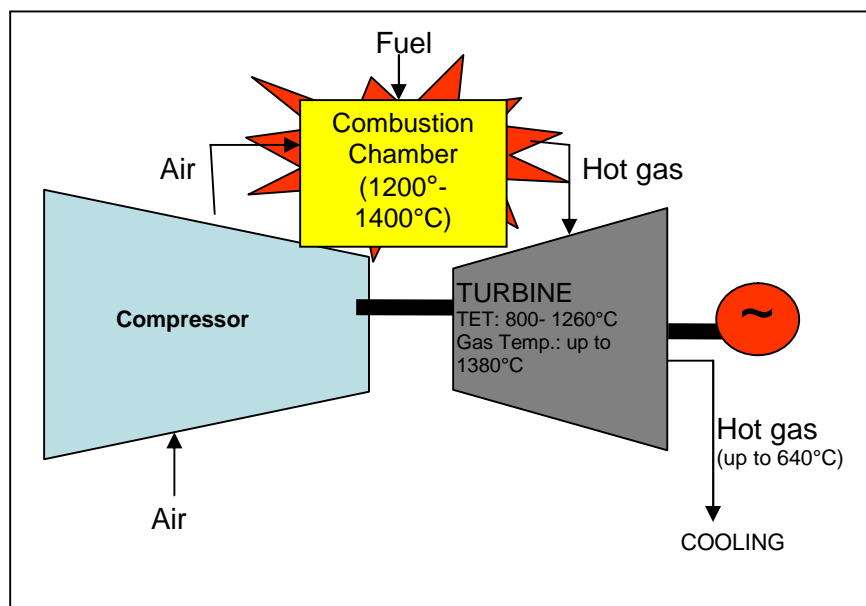 Fuel
Combustion
Chamber
(1200°-
1400°C)
Air
Hot gas
Compressor
TURBINE
TET: 800- 1260°C
Gas Temp.: up to
1380°C
~
Hot gas
(up to 640°C)
Air
COOLING